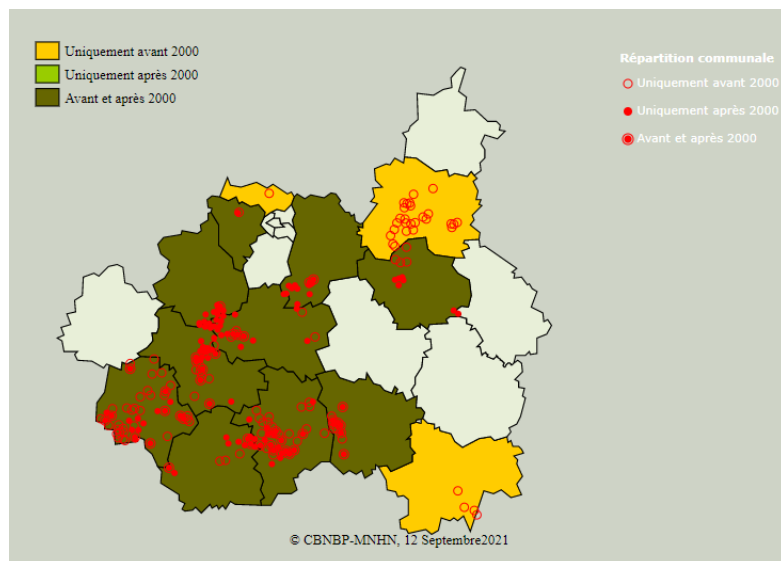 Uniquement avant 2000
Uniquement après 2000
Avant et après 2000
Répartition communale
Uniquement avant 2000
Uniquement après 2000
Avant et après 2000
© CBNBP-MNHN, 12 Septembre2021